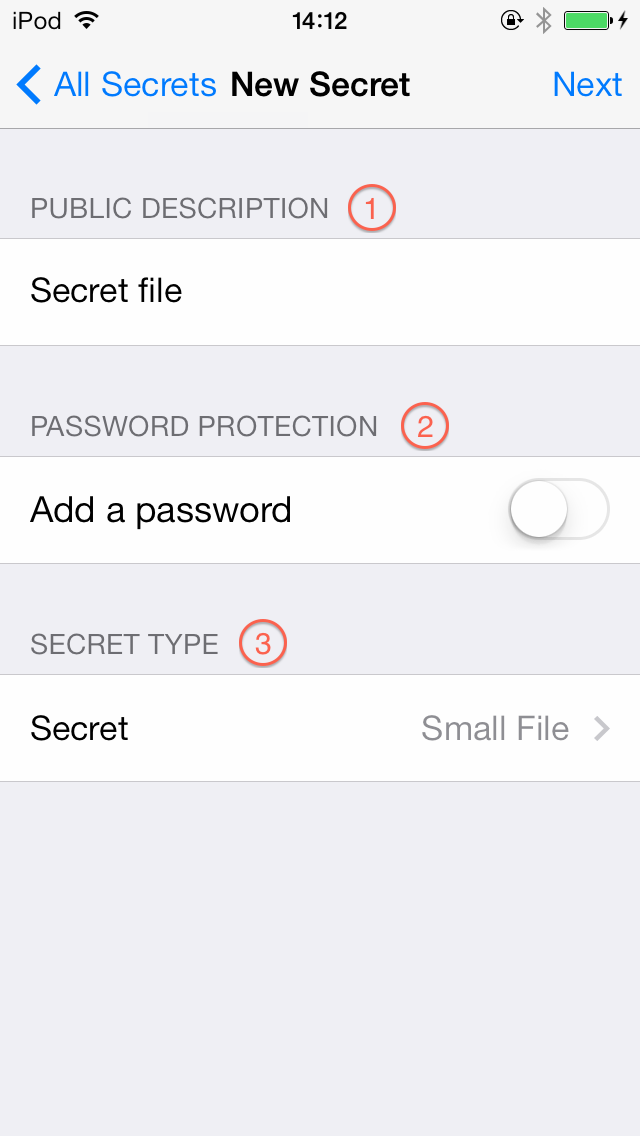 iPod 14:12
All Secrets New Secret Next
PUBLIC DESCRIPTION 1
Secret file
PASSWORD PROTECTION 2
Add a password
SECRET TYPE 3
Secret Small File